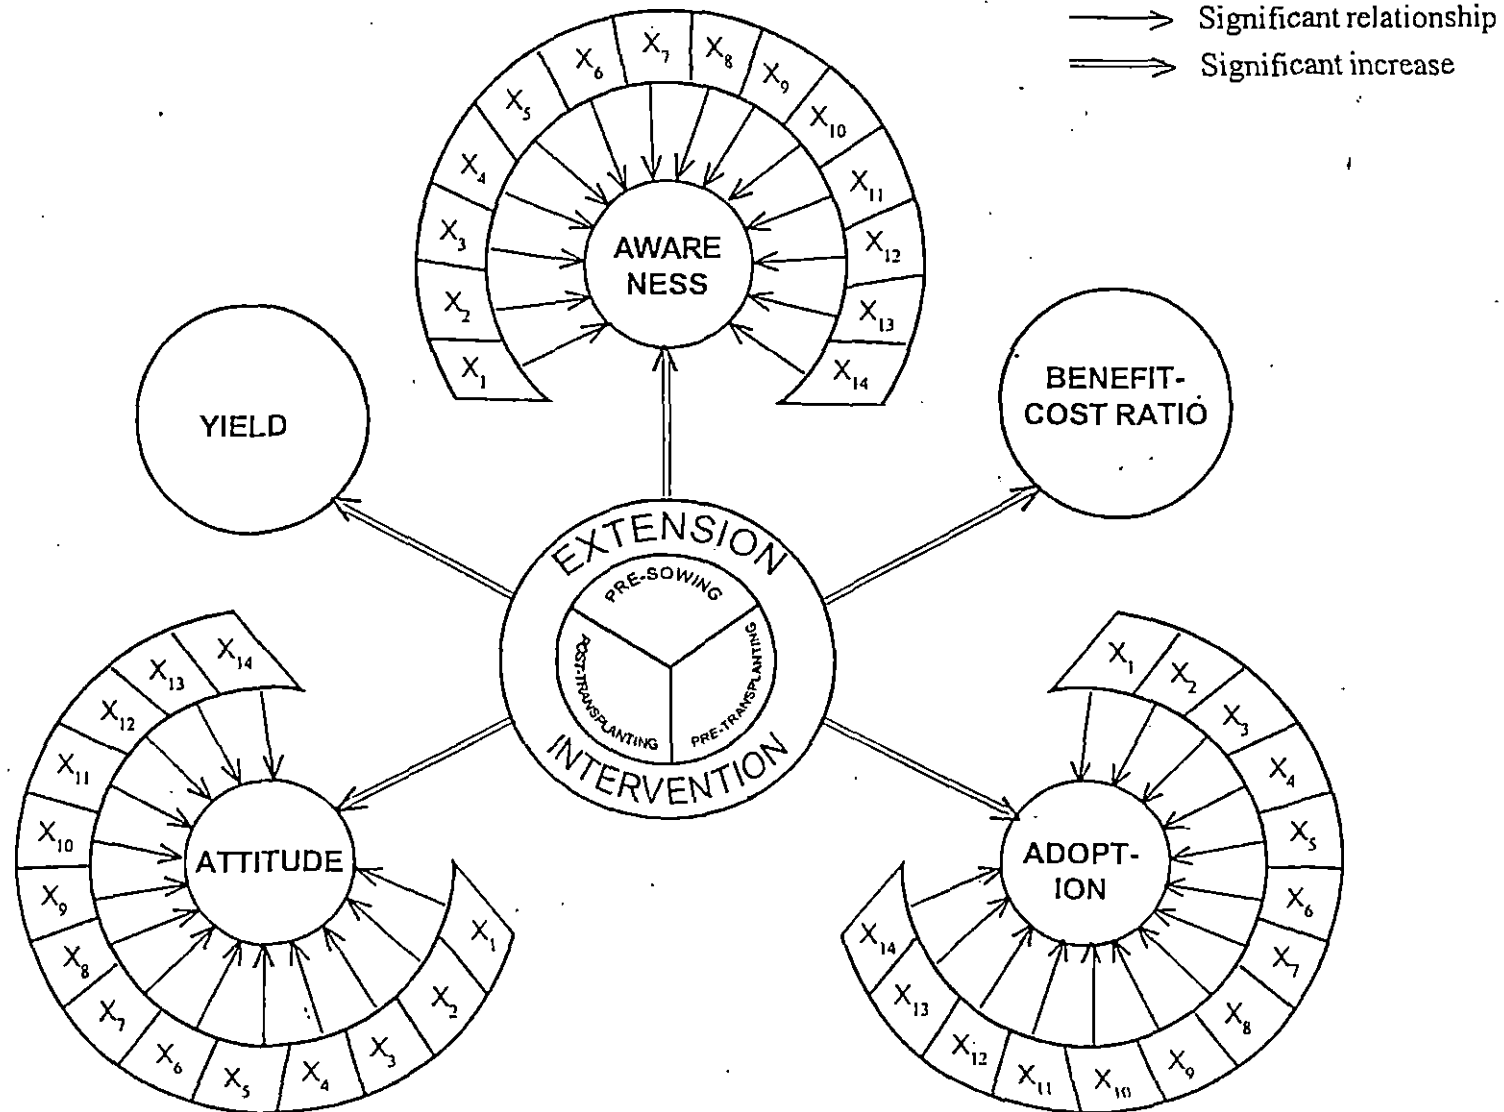 Significant relationship
Significant increase
X₁
X₂
X₃
X₄
X₅
X₆
X₇
X₈
X₉
X₁₀
X₁₁
X₁₂
X₁₃
X₁₄
AWARE
NESS
YIELD
BENEFIT-
COST RATIO
EXTENSION
PRE-SOWING
POST-TRANSPLANTING
PRE-TRANSPLANTING
INTERVENTION
X₁₄
X₁₃
X₁₂
X₁₁
X₁₀
X₉
X₈
X₇
X₆
X₅
X₄
X₃
X₂
X₁
ATTITUDE
X₁
X₂
X₃
X₄
X₅
X₆
X₇
X₈
X₉
X₁₀
X₁₁
X₁₂
X₁₃
X₁₄
ADOPT-
ION